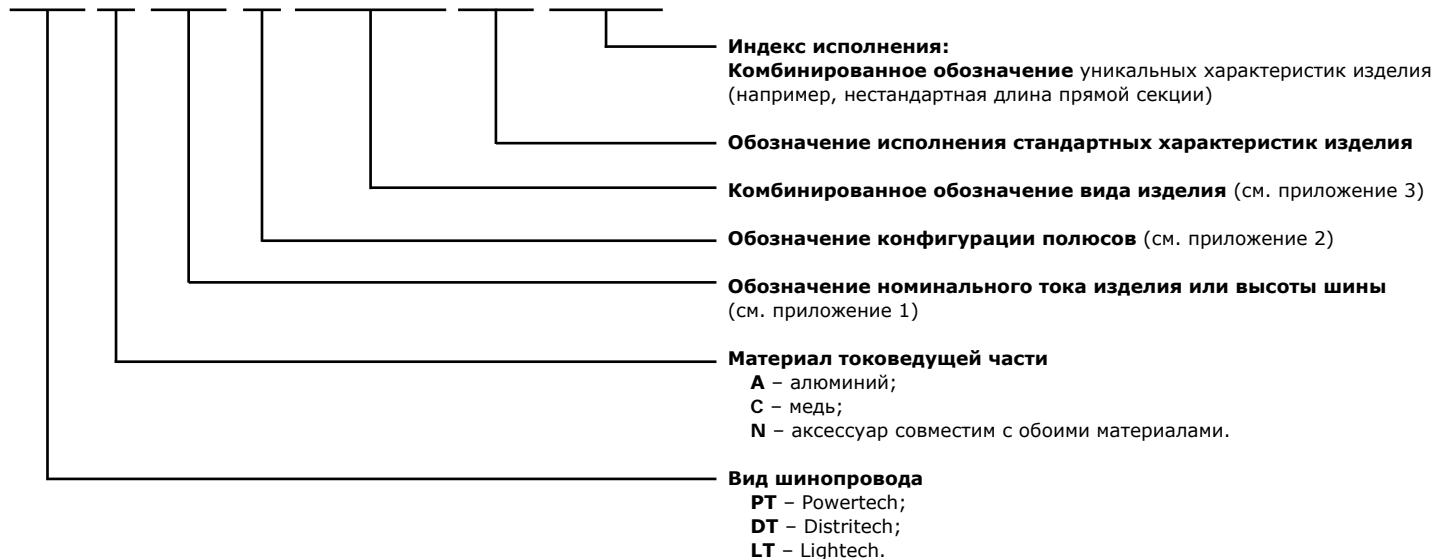 Индекс исполнения:
Комбинированное обозначение уникальных характеристик изделия
(например, нестандартная длина прямой секции)
Обозначение исполнения стандартных характеристик изделия
Комбинированное обозначение вида изделия (см. приложение 3)
Обозначение конфигурации полюсов (см. приложение 2)
Обозначение номинального тока изделия или высоты шины
(см. приложение 1)
Материал токоведущей части
A – алюминий;
C – медь;
N – аксессуар совместим с обоими материалами.
Вид шинопровода
PT – Powertech;
DT – Distritech;
LT – Lightech.